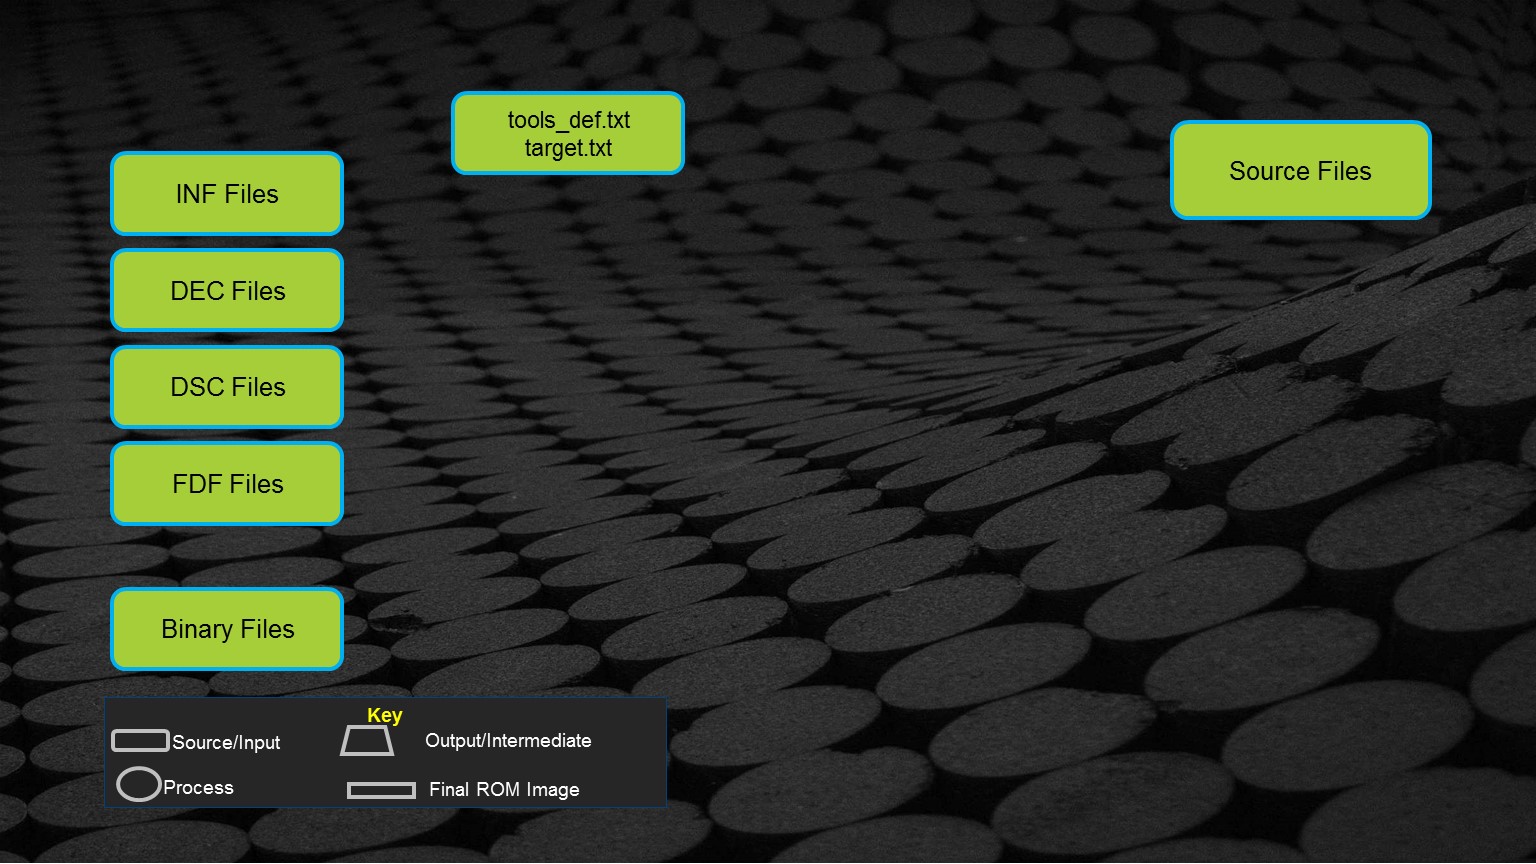 tools_def.txt
target.txt
Source Files
INF Files
DEC Files
DSC Files
FDF Files
Binary Files
Key
Source/Input
Output/Intermediate
Process
Final ROM Image